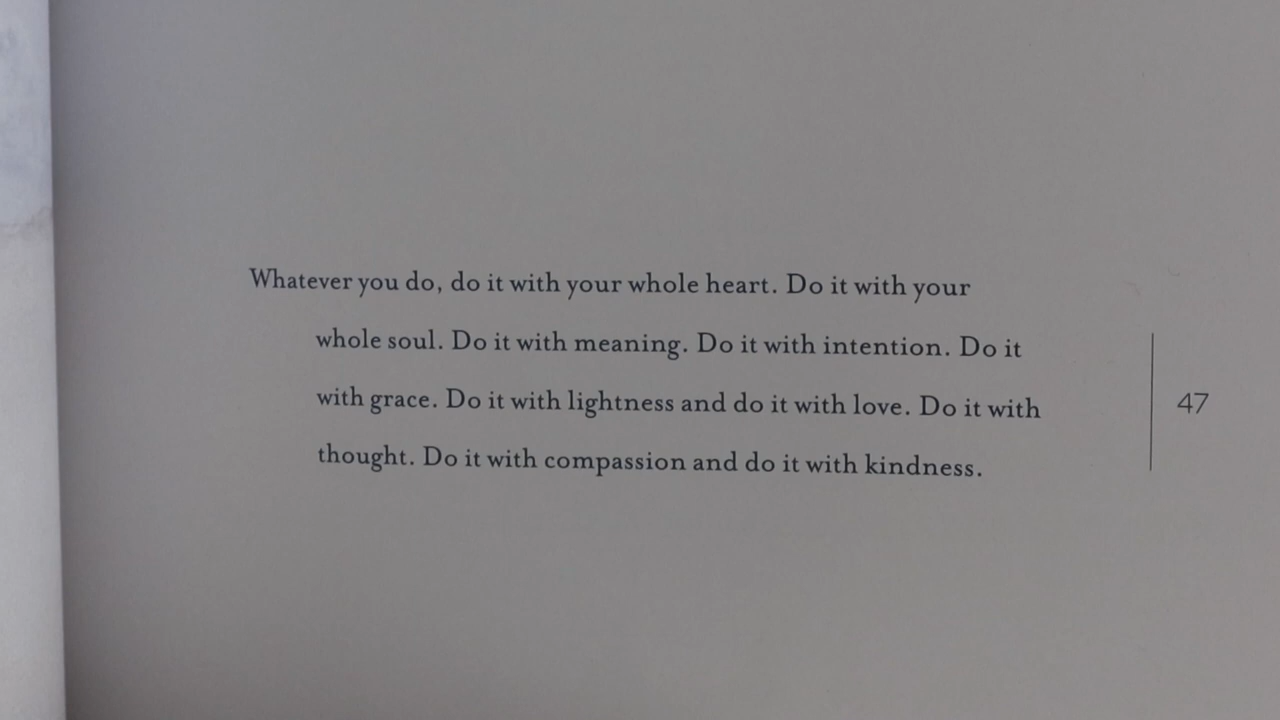 Whatever you do, do it with your whole heart. Do it with your
whole soul. Do it with meaning. Do it with intention. Do it
with grace. Do it with lightness and do it with love. Do it with
thought. Do it with compassion and do it with kindness.
47